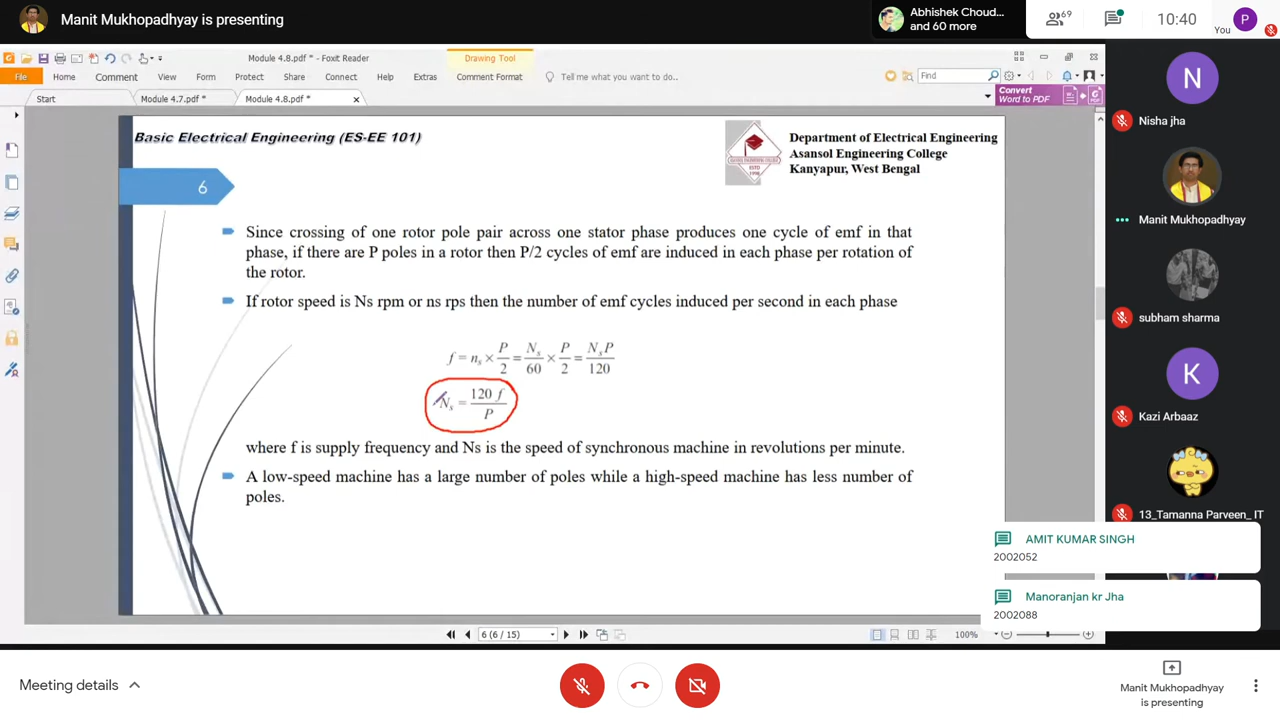 Manit Mukhopadhyay is presenting
Abhishek Choud...
and 60 more
69
10:40
You
P
Module 4.8.pdf * - Foxit Reader
Drawing Tool
File
Home
Comment
View
Form
Protect
Share
Connect
Help
Extras
Comment Format
Tell me what you want to do..
Find
Start
Module 4.7.pdf *
Module 4.8.pdf *
Convert
Word to PDF
Basic Electrical Engineering (ES-EE 101)
Department of Electrical Engineering
Asansol Engineering College
Kanyapur, West Bengal
6
Since crossing of one rotor pole pair across one stator phase produces one cycle of emf in that
phase, if there are P poles in a rotor then P/2 cycles of emf are induced in each phase per rotation of
the rotor.
If rotor speed is Ns rpm or ns rps then the number of emf cycles induced per second in each phase
f = nₛ × P/2 = Nₛ/60 × P/2 = NₛP/120
Nₛ = 120 f/P
where f is supply frequency and Ns is the speed of synchronous machine in revolutions per minute.
A low-speed machine has a large number of poles while a high-speed machine has less number of
poles.
6 (6 / 15)
100%
N
Nisha jha
Manit Mukhopadhyay
subham sharma
K
Kazi Arbaaz
13_Tamanna Parveen_ IT
AMIT KUMAR SINGH
2002052
Manoranjan kr Jha
2002088
Meeting details
Manit Mukhopadhyay
is presenting